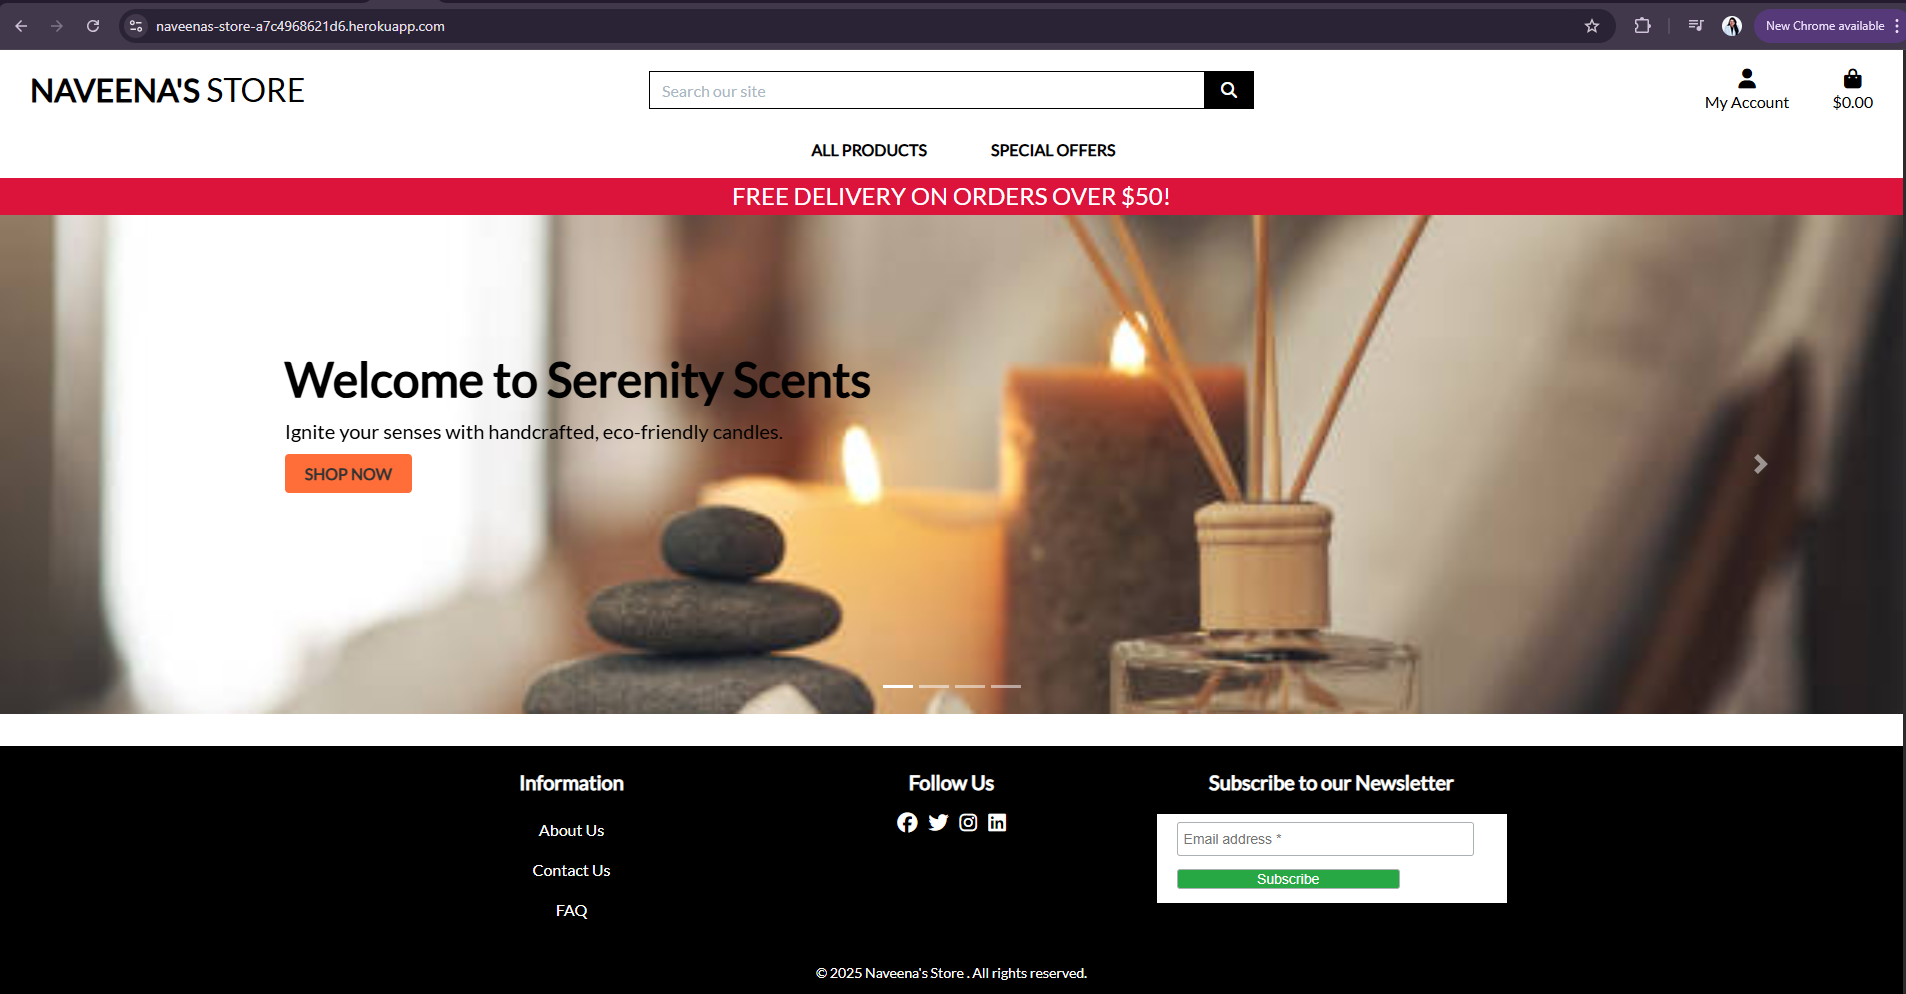 naveenas-store-a7c4968621d6.herokuapp.com
New Chrome available
NAVEENA'S STORE
Search our site
My Account
$0.00
ALL PRODUCTS
SPECIAL OFFERS
FREE DELIVERY ON ORDERS OVER $50!
Welcome to Serenity Scents
Ignite your senses with handcrafted, eco-friendly candles.
SHOP NOW
Information
About Us
Contact Us
FAQ
Follow Us
Subscribe to our Newsletter
Email address *
Subscribe
© 2025 Naveena's Store . All rights reserved.